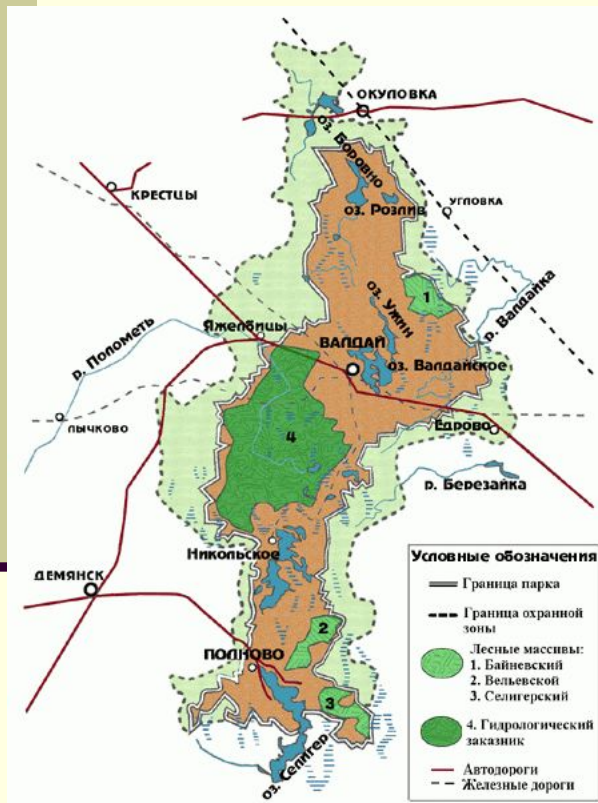 ОКУЛОВКА
оз. Боровно
КРЕСТЦЫ
оз. Розлив
УГЛОВКА
1
оз. Ужин
р. Валдайка
Яжелбицы
р. Полометь
ВАЛДАЙ
оз. Валдайское
ЛЫЧКОВО
4
Едрово
р. Березайка
Никольское
ДЕМЯНСК
2
ПОЛНОВО
3
оз. Селигер
Условные обозначения
Граница парка
Граница охранной
зоны
Лесные массивы:
1. Байневский
2. Вельевской
3. Селигерский
4. Гидрологический
заказник
Автодороги
Железные дороги